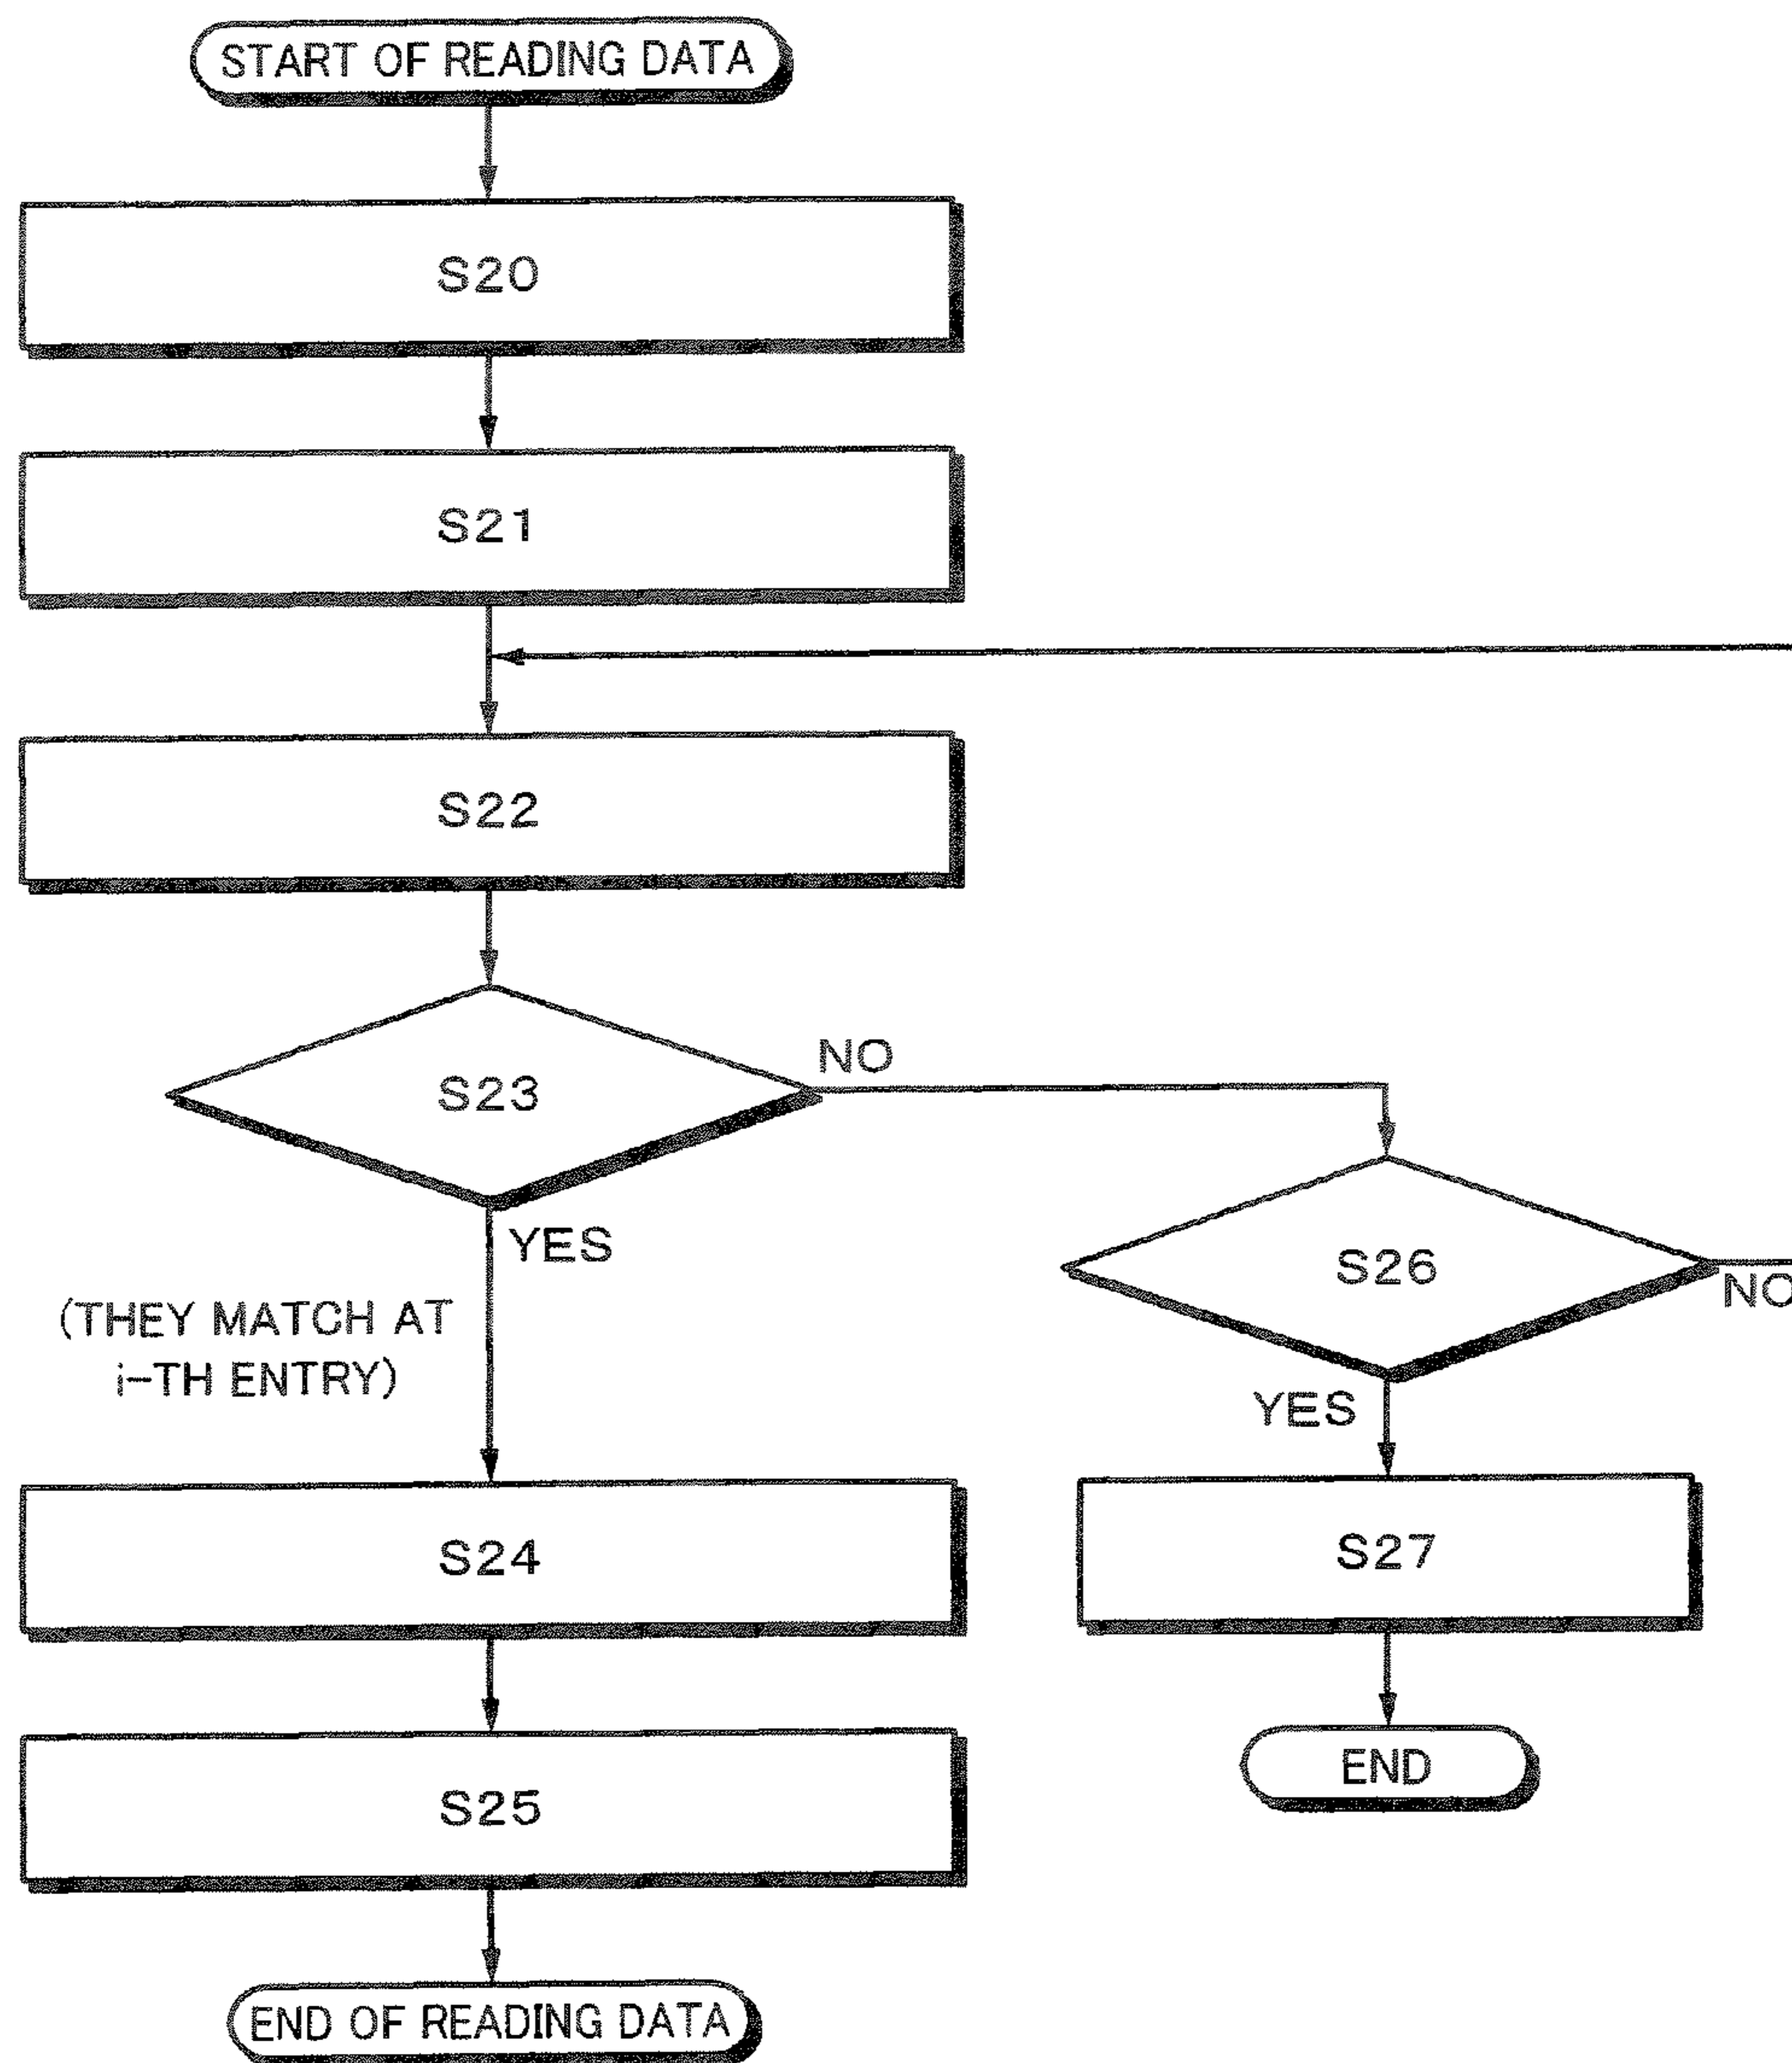 START OF READING DATA
S20
S21
S22
S23
NO
YES
(THEY MATCH AT
i-TH ENTRY)
S26
NO
YES
S24
S27
S25
END
END OF READING DATA